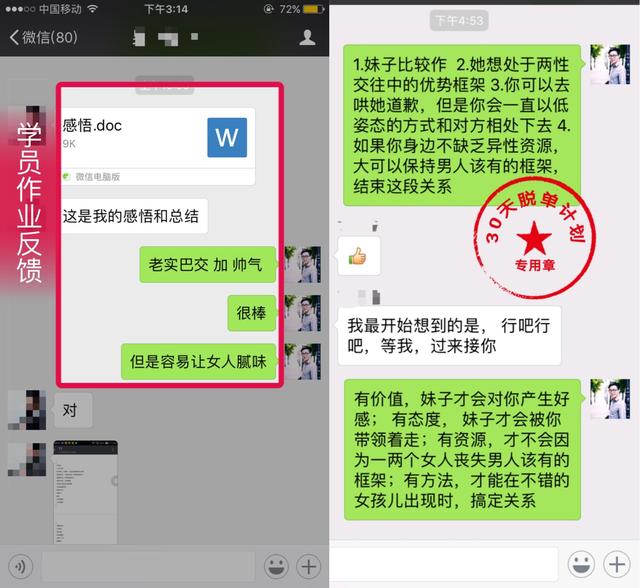 中国移动
下午3:14
72%
微信(80)
学员作业反馈
感悟.doc
9K
W
微信电脑版
这是我的感悟和总结
老实巴交 加 帅气
很棒
但是容易让女人腻味
对
下午4:53
1.妹子比较作 2.她想处于两性
交往中的优势框架 3.你可以去
哄她道歉，但是你会一直以低
姿态的方式和对方相处下去 4.
如果你身边不缺乏异性资源，
大可以保持男人该有的框架，
结束这段关系
30天脱单计划
专用章
我最开始想到的是， 行吧行
吧，等我，过来接你
有价值，妹子才会对你产生好
感； 有态度， 妹子才会被你
带领着走；有资源，才不会因
为一两个女人丧失男人该有的
框架；有方法，才能在不错的
女孩儿出现时，搞定关系